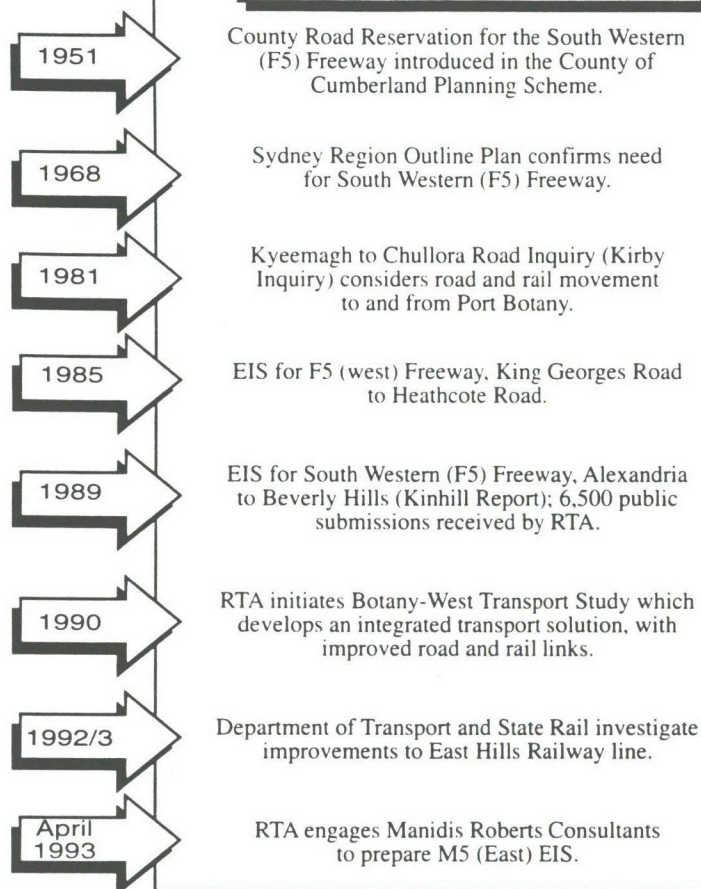 1951
County Road Reservation for the South Western
(F5) Freeway introduced in the County of
Cumberland Planning Scheme.
1968
Sydney Region Outline Plan confirms need
for South Western (F5) Freeway.
1981
Kyeemagh to Chullora Road Inquiry (Kirby
Inquiry) considers road and rail movement
to and from Port Botany.
1985
EIS for F5 (west) Freeway, King Georges Road
to Heathcote Road.
1989
EIS for South Western (F5) Freeway, Alexandria
to Beverly Hills (Kinhill Report); 6,500 public
submissions received by RTA.
1990
RTA initiates Botany-West Transport Study which
develops an integrated transport solution, with
improved road and rail links.
1992/3
Department of Transport and State Rail investigate
improvements to East Hills Railway line.
April
1993
RTA engages Manidis Roberts Consultants
to prepare M5 (East) EIS.